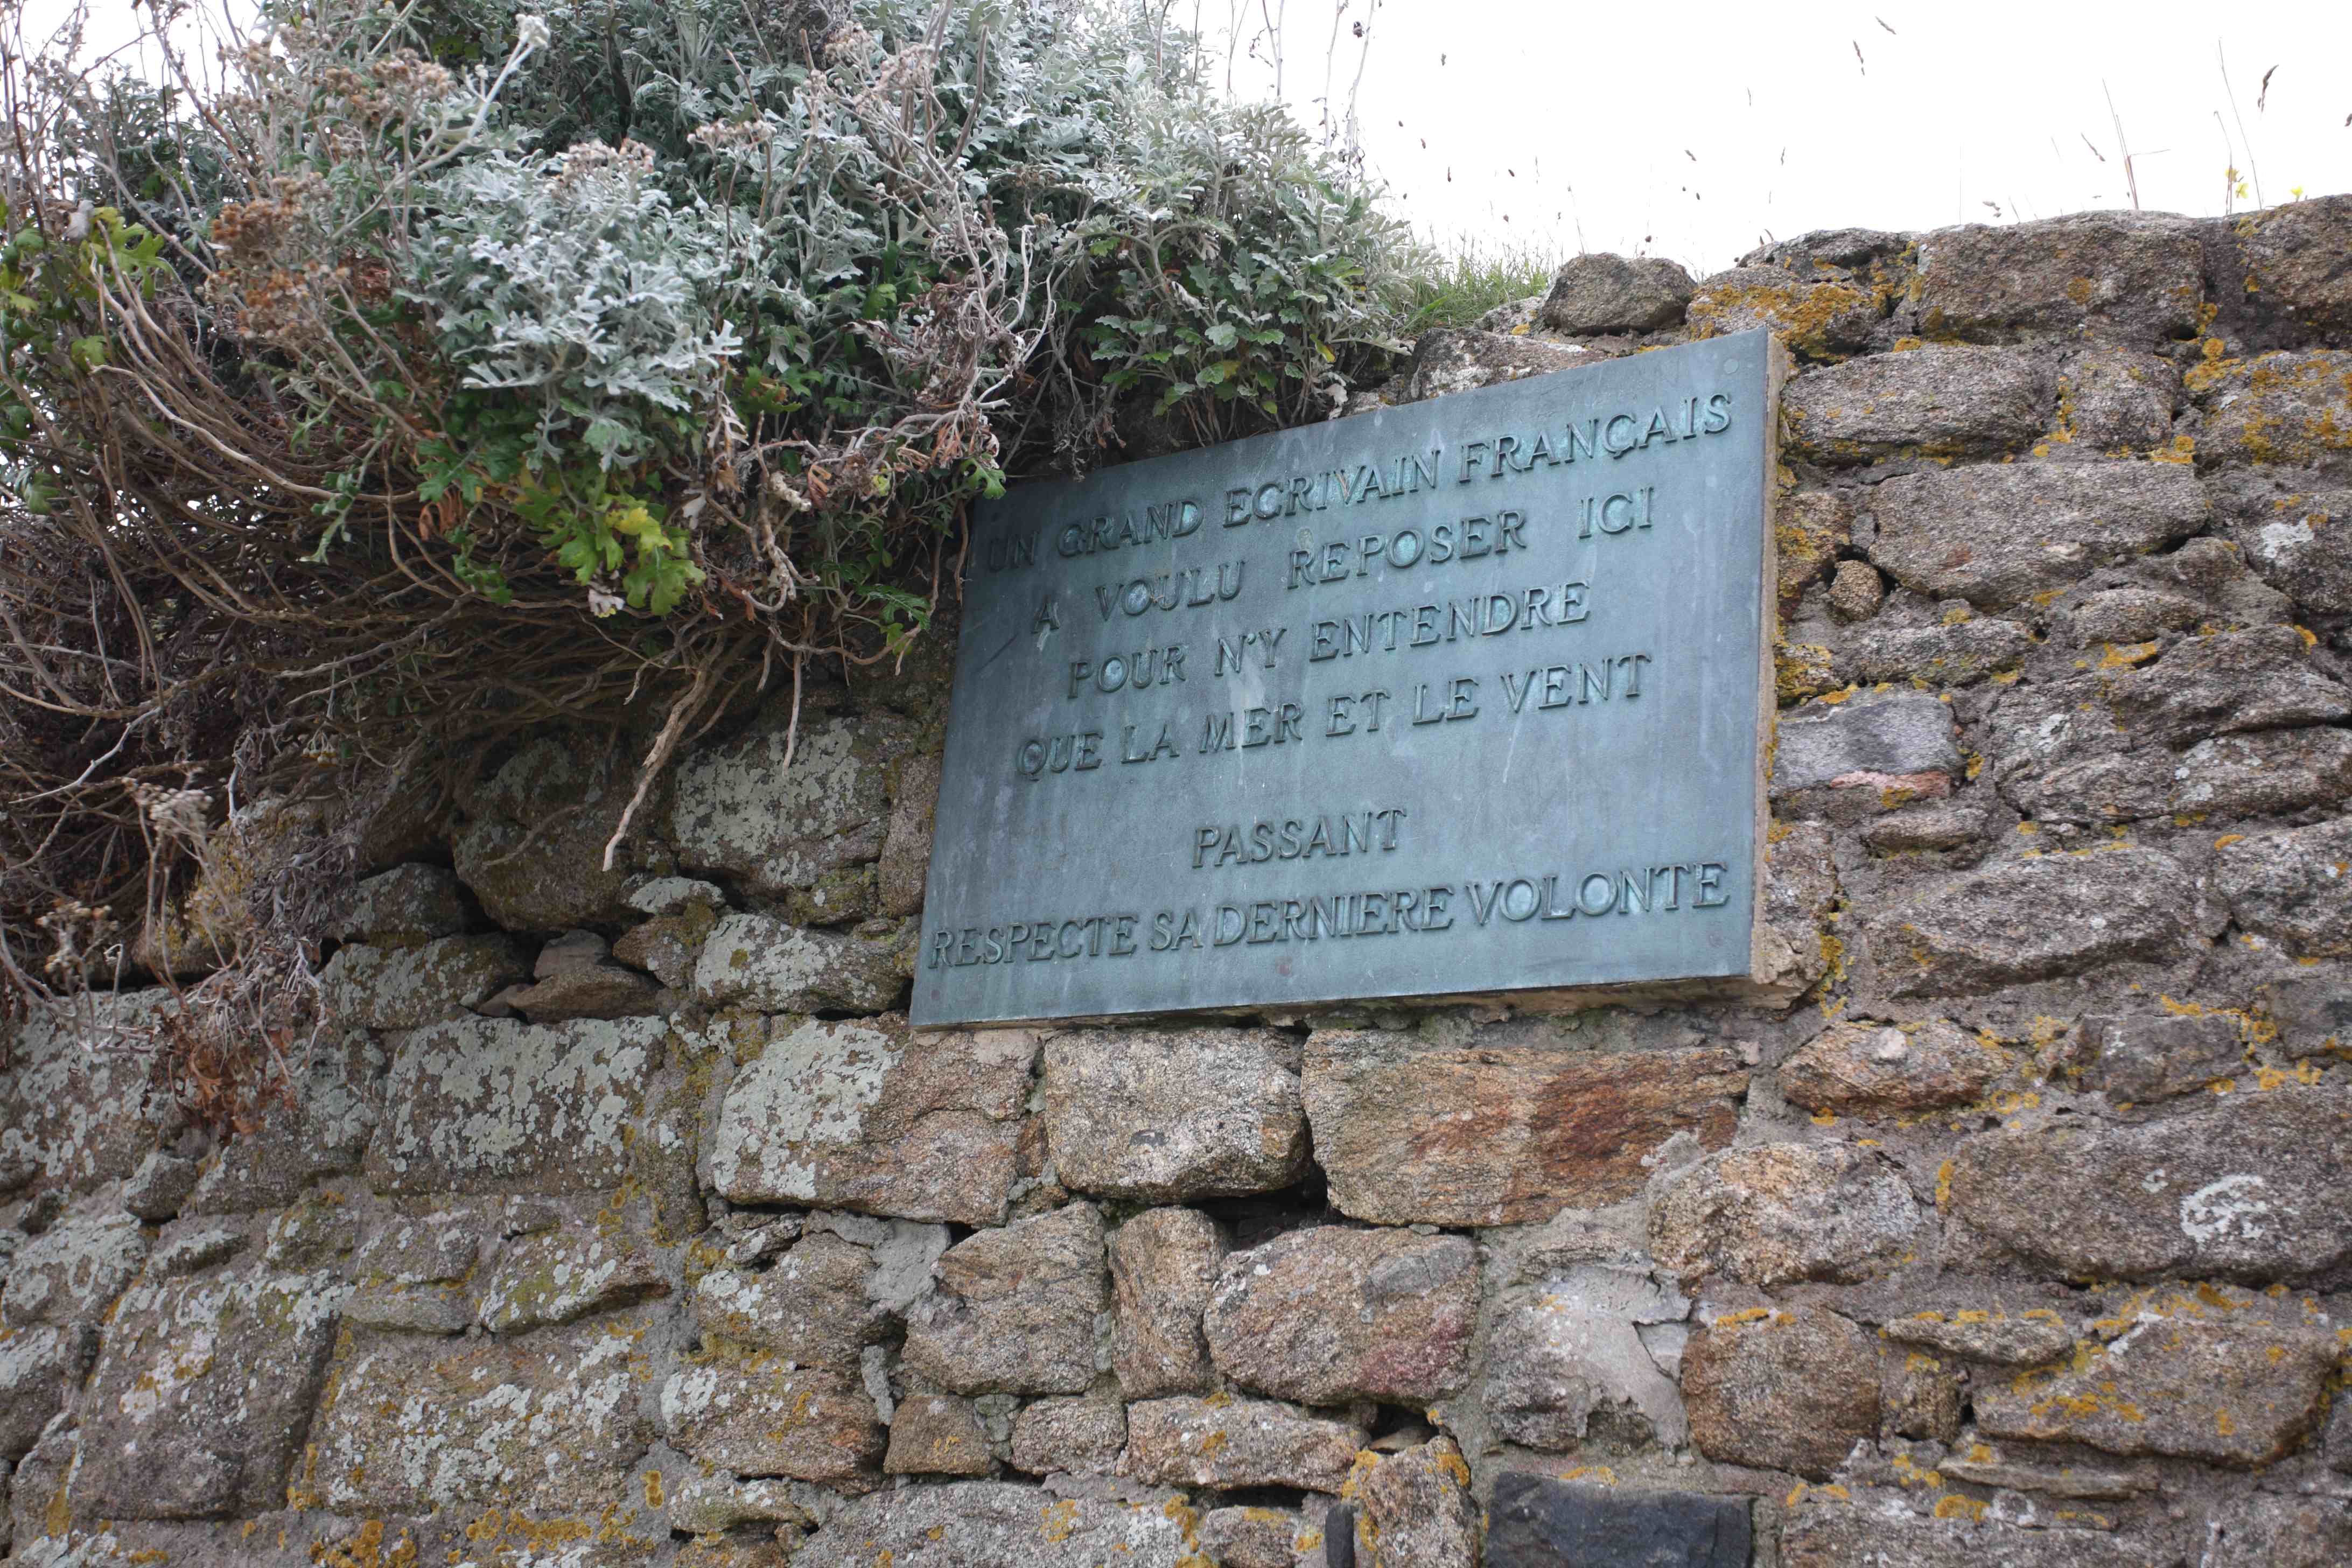 UN GRAND ECRIVAIN FRANÇAIS
A VOULU REPOSER ICI
POUR N'Y ENTENDRE
QUE LA MER ET LE VENT
PASSANT
RESPECTE SA DERNIERE VOLONTE